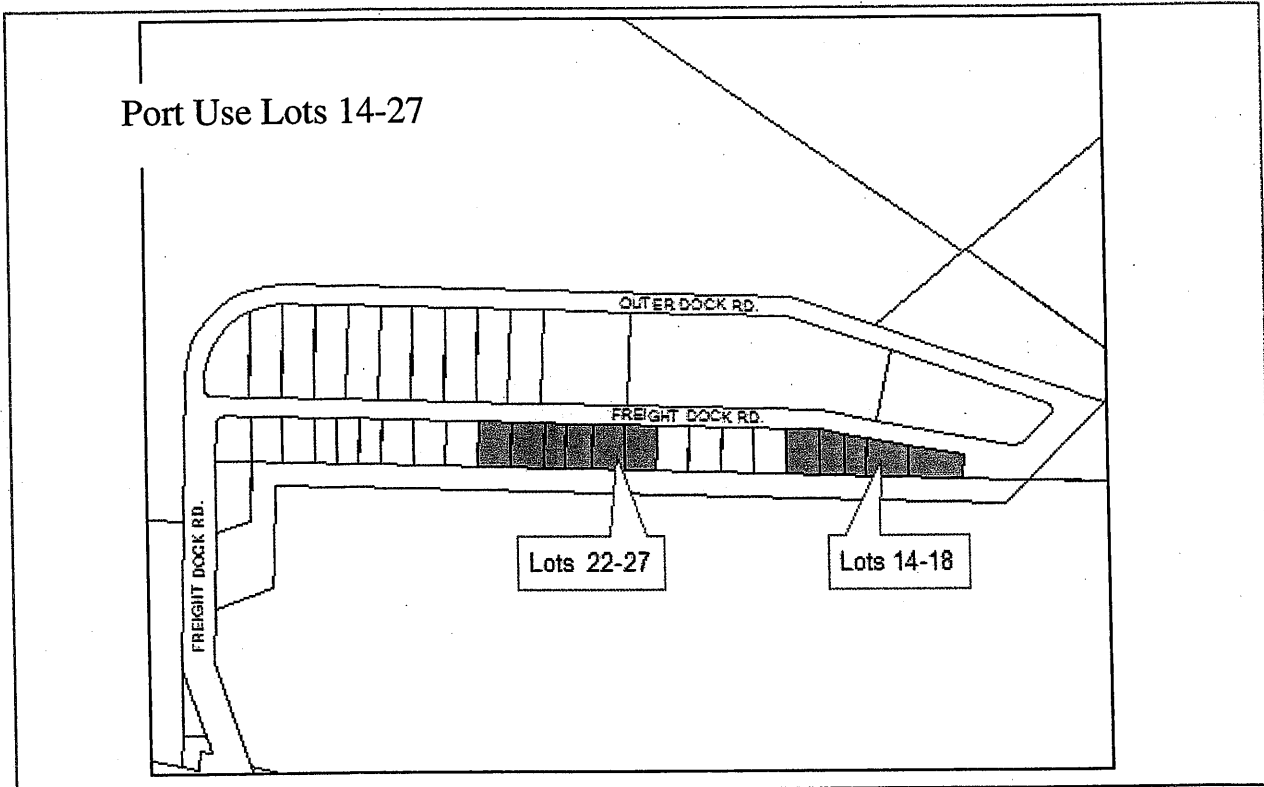 Port Use Lots 14-27
OUTER DOCK RD.
FREIGHT DOCK RD.
FREIGHT DOCK RD.
Lots 22-27
Lots 14-18